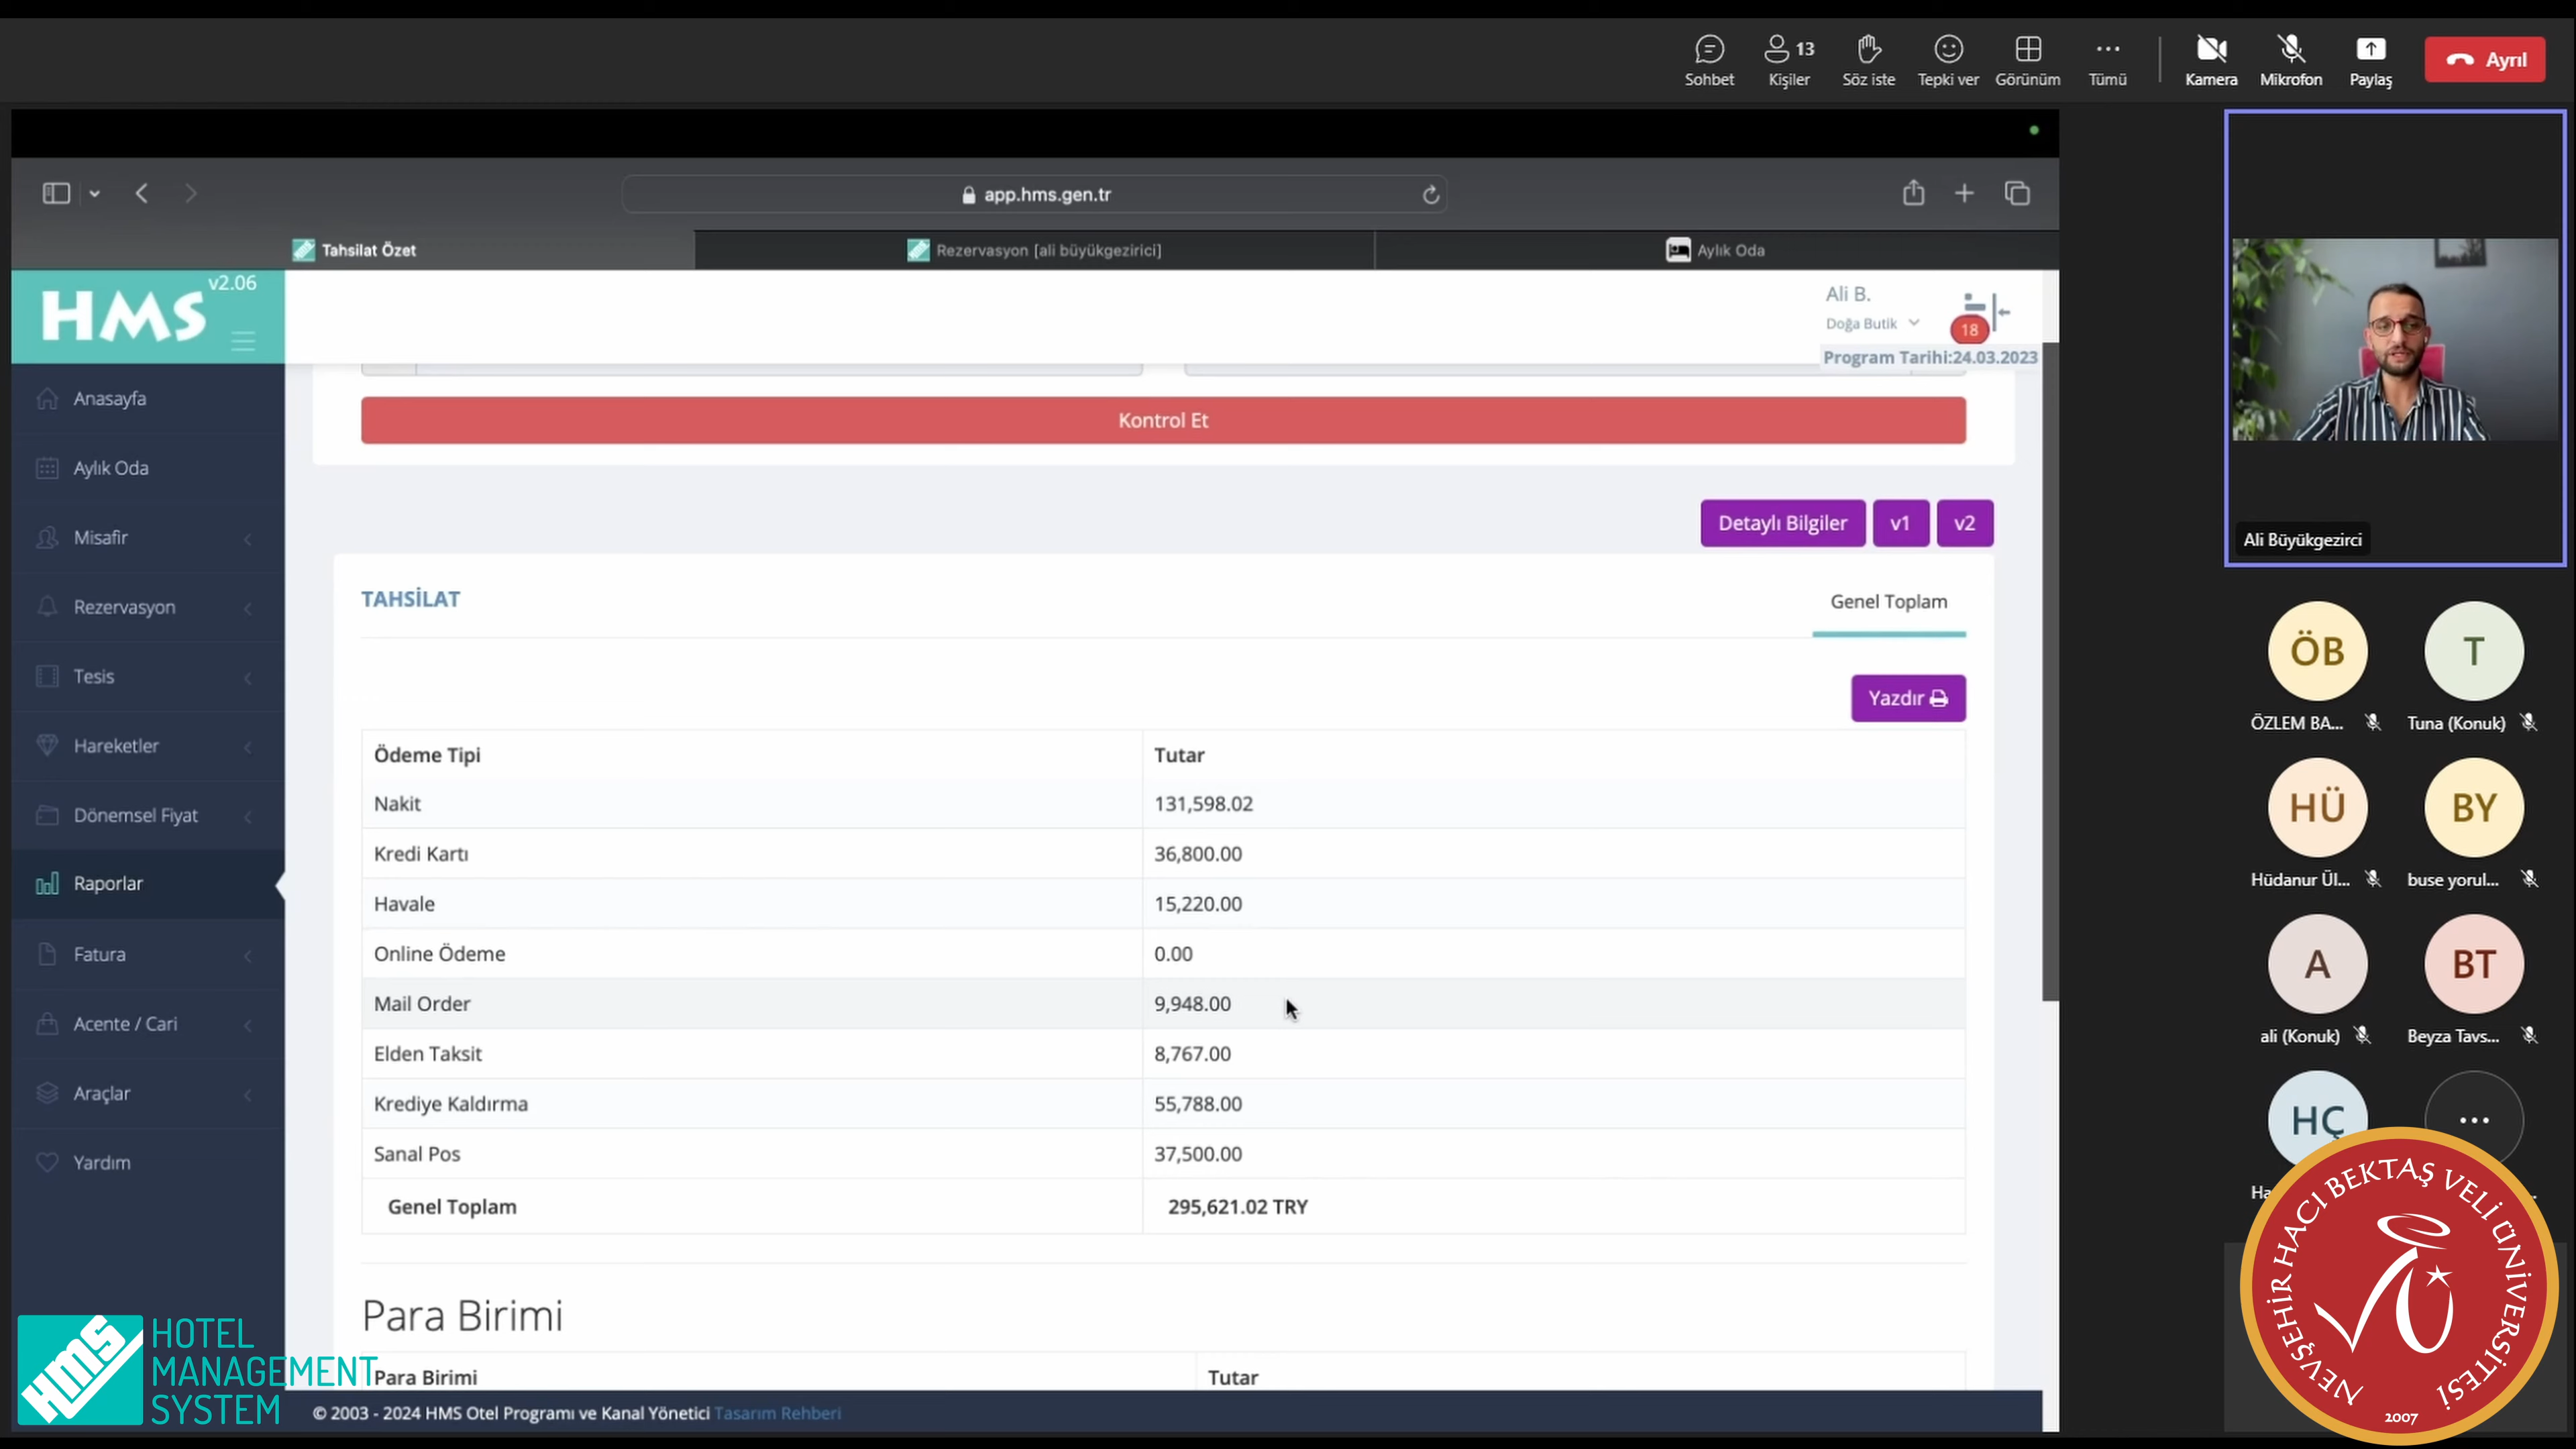 Sohbet
13
Kişiler
Söz iste
Tepki ver
Görünüm
Tümü
Kamera
Mikrofon
Paylaş
Ayrıl
app.hms.gen.tr
Tahsilat Özet
Rezervasyon [ali büyükgezirici]
Aylık Oda
HMS
v2.06
Ali B.
Doğa Butik
18
Program Tarihi:24.03.2023
Anasayfa
Aylık Oda
Misafir
Rezervasyon
Tesis
Hareketler
Dönemsel Fiyat
Raporlar
Fatura
Acente / Cari
Araçlar
Yardım
Kontrol Et
Detaylı Bilgiler
v1
v2
TAHSİLAT
Genel Toplam
Yazdır
Ödeme Tipi Tutar
Nakit 131,598.02
Kredi Kartı 36,800.00
Havale 15,220.00
Online Ödeme 0.00
Mail Order 9,948.00
Elden Taksit 8,767.00
Krediye Kaldırma 55,788.00
Sanal Pos 37,500.00
Genel Toplam 295,621.02 TRY
Para Birimi
Para Birimi Tutar
© 2003 - 2024 HMS Otel Programı ve Kanal Yönetici Tasarım Rehberi
HMS
HOTEL
MANAGEMENT
SYSTEM
Ali Büyükgezirci
ÖB
ÖZLEM BA...
T
Tuna (Konuk)
HÜ
Hüdanur Ül...
BY
buse yorul...
A
ali (Konuk)
BT
Beyza Tavs...
HÇ
Ha
...
NEVŞEHİR HACI BEKTAŞ VELİ ÜNİVERSİTESİ
2007